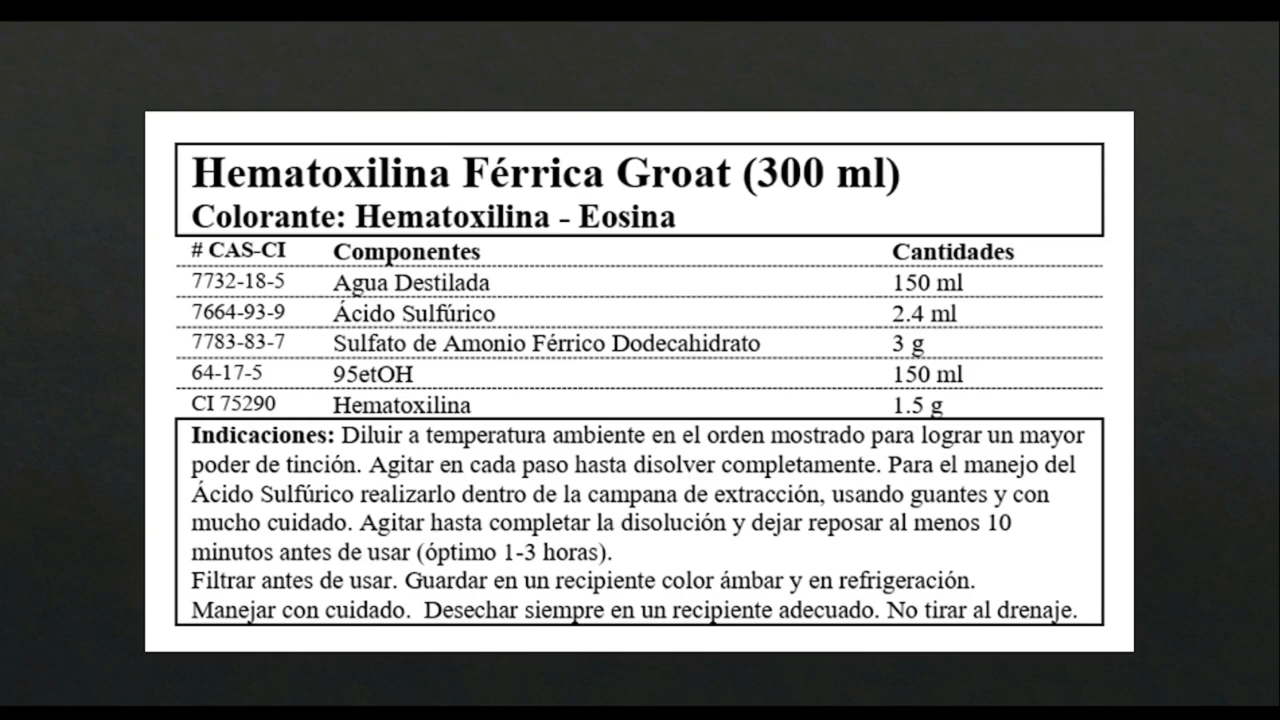 Hematoxilina Férrica Groat (300 ml)
Colorante: Hematoxilina - Eosina
# CAS-CI Componentes Cantidades
7732-18-5 Agua Destilada 150 ml
7664-93-9 Ácido Sulfúrico 2.4 ml
7783-83-7 Sulfato de Amonio Férrico Dodecahidrato 3 g
64-17-5 95etOH 150 ml
CI 75290 Hematoxilina 1.5 g
Indicaciones: Diluir a temperatura ambiente en el orden mostrado para lograr un mayor
poder de tinción. Agitar en cada paso hasta disolver completamente. Para el manejo del
Ácido Sulfúrico realizarlo dentro de la campana de extracción, usando guantes y con
mucho cuidado. Agitar hasta completar la disolución y dejar reposar al menos 10
minutos antes de usar (óptimo 1-3 horas).
Filtrar antes de usar. Guardar en un recipiente color ámbar y en refrigeración.
Manejar con cuidado.  Desechar siempre en un recipiente adecuado. No tirar al drenaje.